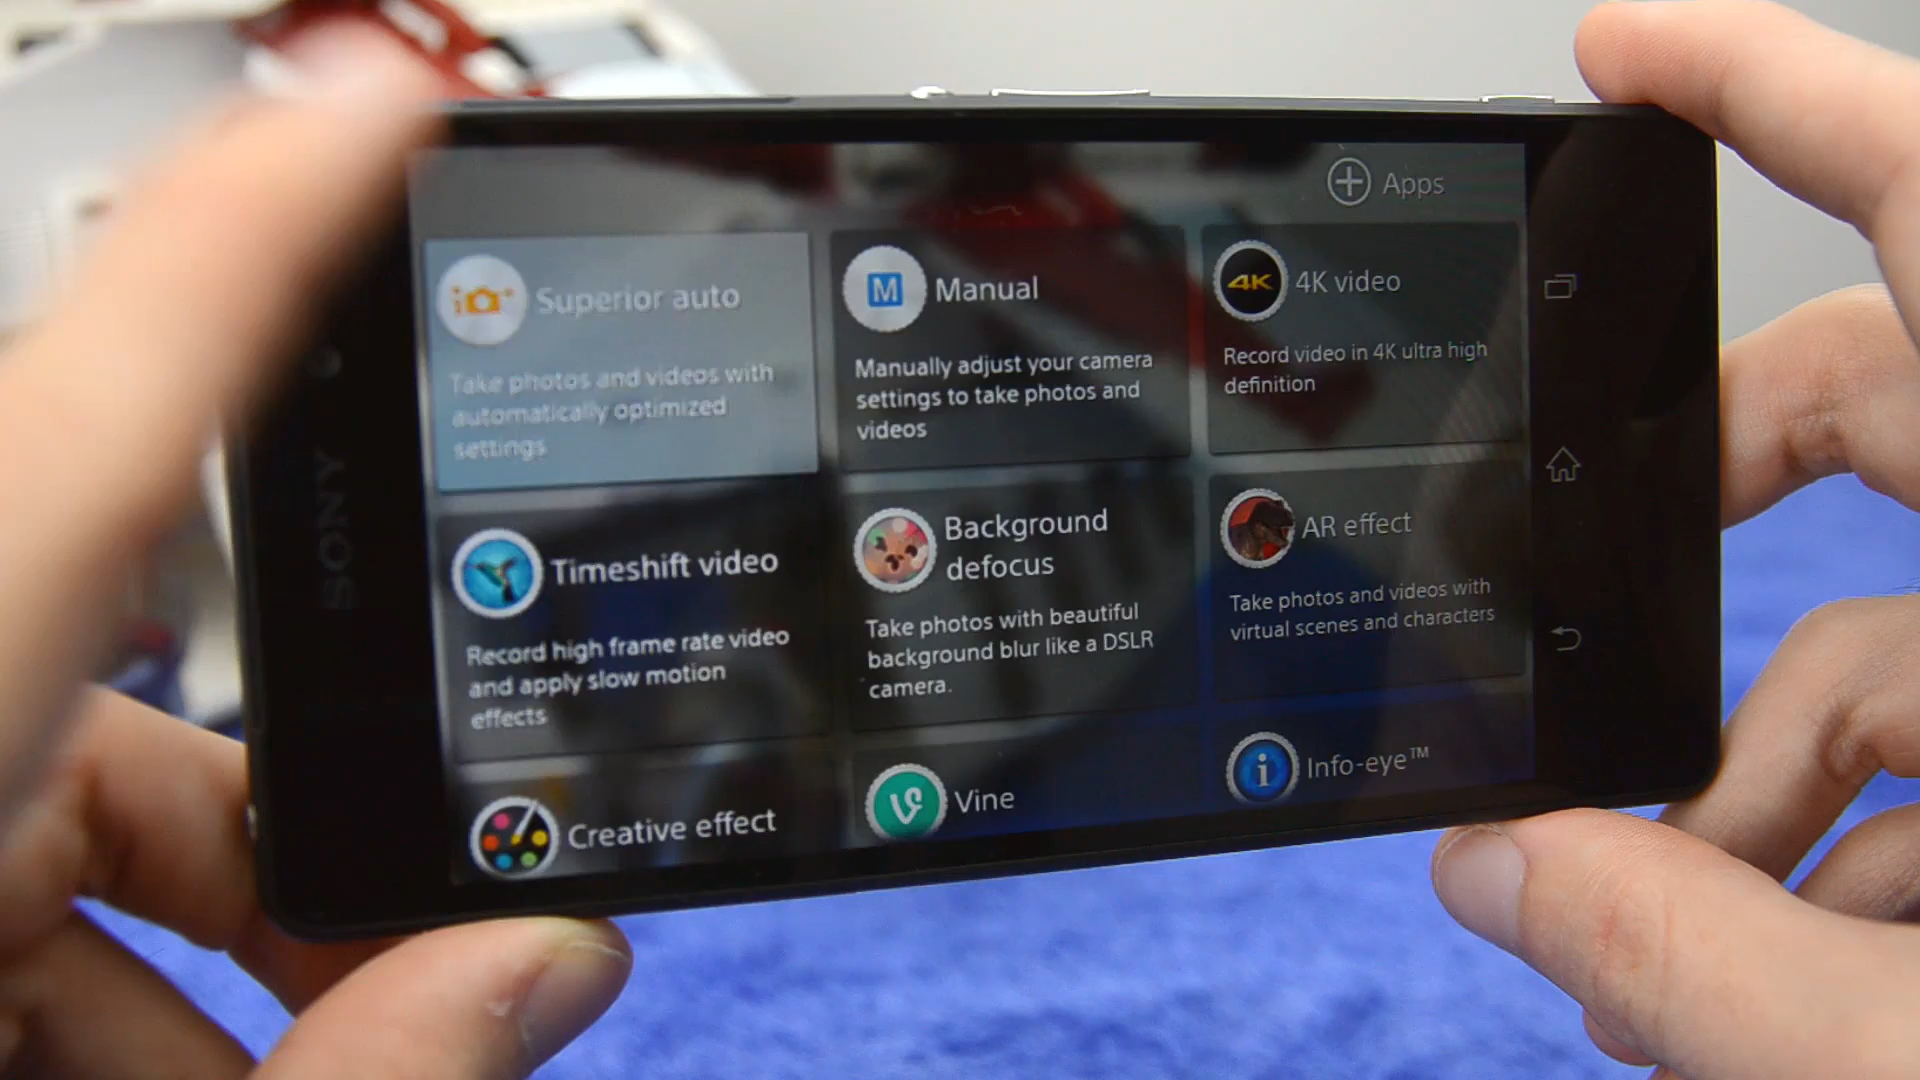 SONY
Apps
iO+
Superior auto
Take photos and videos with
automatically optimized
settings
M
Manual
Manually adjust your camera
settings to take photos and
videos
4K
4K video
Record video in 4K ultra high
definition
Timeshift video
Record high frame rate video
and apply slow motion
effects
Background
defocus
Take photos with beautiful
background blur like a DSLR
camera.
AR effect
Take photos and videos with
virtual scenes and characters
Creative effect
Vine
i
Info-eye™